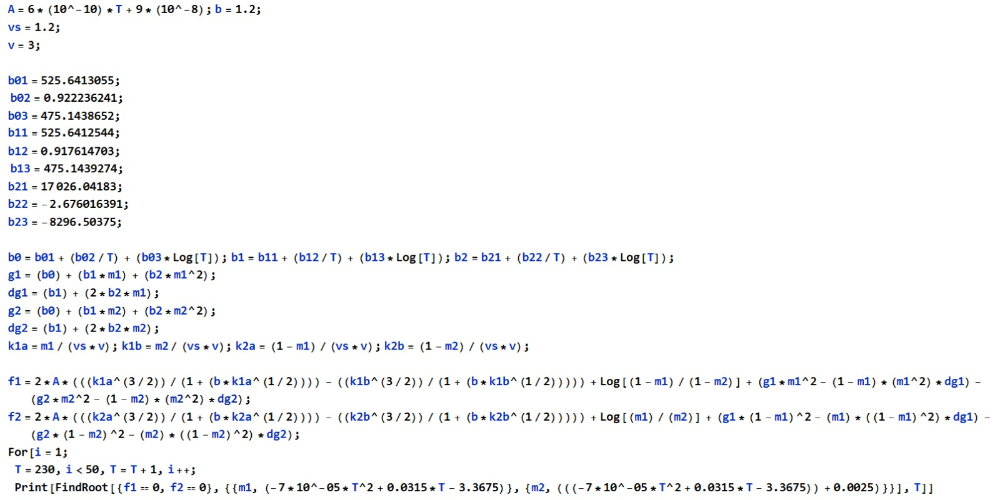 A = 6 * (10^-10) * T + 9 * (10^-8); b = 1.2;
vs = 1.2;
v = 3;
b01 = 525.6413055;
b02 = 0.922236241;
b03 = 475.1438652;
b11 = 525.6412544;
b12 = 0.917614703;
b13 = 475.1439274;
b21 = 17026.04183;
b22 = -2.676016391;
b23 = -8296.50375;
b0 = b01 + (b02 / T) + (b03 * Log[T]); b1 = b11 + (b12 / T) + (b13 * Log[T]); b2 = b21 + (b22 / T) + (b23 * Log[T]);
g1 = (b0) + (b1 * m1) + (b2 * m1^2);
dg1 = (b1) + (2 * b2 * m1);
g2 = (b0) + (b1 * m2) + (b2 * m2^2);
dg2 = (b1) + (2 * b2 * m2);
k1a = m1 / (vs * v); k1b = m2 / (vs * v); k2a = (1 - m1) / (vs * v); k2b = (1 - m2) / (vs * v);
f1 = 2 * A * (((k1a^(3 / 2)) / (1 + (b * k1a^(1 / 2)))) - ((k1b^(3 / 2)) / (1 + (b * k1b^(1 / 2))))) + Log[(1 - m1) / (1 - m2)] + (g1 * m1^2 - (1 - m1) * (m1^2) * dg1) -
(g2 * m2^2 - (1 - m2) * (m2^2) * dg2);
f2 = 2 * A * (((k2a^(3 / 2)) / (1 + (b * k2a^(1 / 2)))) - ((k2b^(3 / 2)) / (1 + (b * k2b^(1 / 2))))) + Log[(m1) / (m2)] + (g1 * (1 - m1)^2 - (m1) * ((1 - m1)^2) * dg1) -
(g2 * (1 - m2)^2 - (m2) * ((1 - m2)^2) * dg2);
For[i = 1;
T = 230, i < 50, T = T + 1, i++;
Print[FindRoot[{f1 == 0, f2 == 0}, {{m1, (-7 * 10^-05 * T^2 + 0.0315 * T - 3.3675)}, {m2, (((-7 * 10^-05 * T^2 + 0.0315 * T - 3.3675)) + 0.0025)}}], T]]